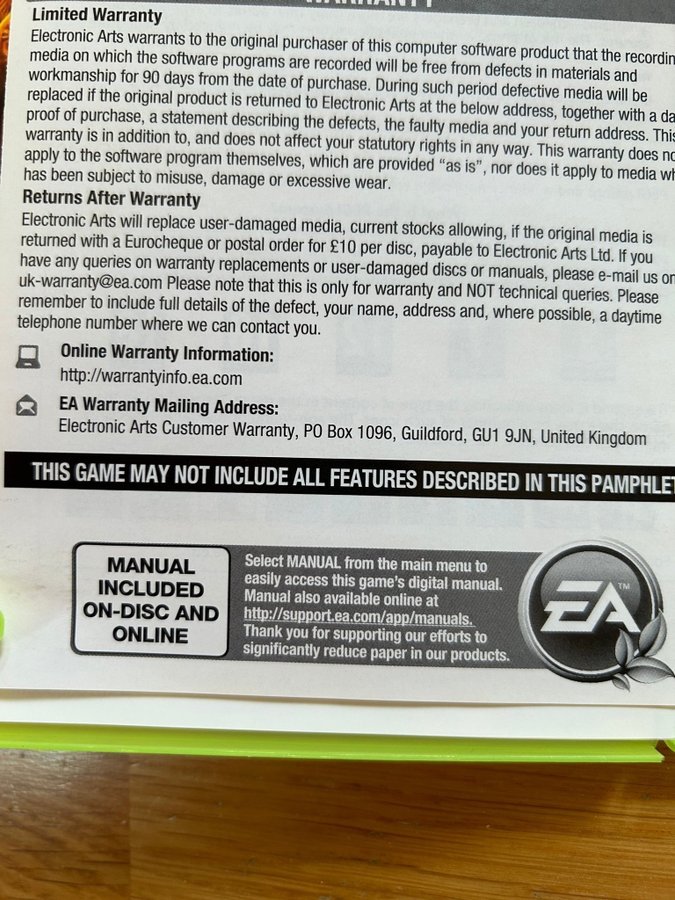 WARRANTY
Limited Warranty
Electronic Arts warrants to the original purchaser of this computer software product that the recordin
media on which the software programs are recorded will be free from defects in materials and
workmanship for 90 days from the date of purchase. During such period defective media will be
replaced if the original product is returned to Electronic Arts at the below address, together with a da
proof of purchase, a statement describing the defects, the faulty media and your return address. This
warranty is in addition to, and does not affect your statutory rights in any way. This warranty does no
apply to the software program themselves, which are provided “as is”, nor does it apply to media wh
has been subject to misuse, damage or excessive wear.
Returns After Warranty
Electronic Arts will replace user-damaged media, current stocks allowing, if the original media is
returned with a Eurocheque or postal order for £10 per disc, payable to Electronic Arts Ltd. If you
have any queries on warranty replacements or user-damaged discs or manuals, please e-mail us on
uk-warranty@ea.com Please note that this is only for warranty and NOT technical queries. Please
remember to include full details of the defect, your name, address and, where possible, a daytime
telephone number where we can contact you.
Online Warranty Information:
http://warrantyinfo.ea.com
EA Warranty Mailing Address:
Electronic Arts Customer Warranty, PO Box 1096, Guildford, GU1 9JN, United Kingdom
THIS GAME MAY NOT INCLUDE ALL FEATURES DESCRIBED IN THIS PAMPHLET
MANUAL
INCLUDED
ON-DISC AND
ONLINE
Select MANUAL from the main menu to
easily access this game's digital manual.
Manual also available online at
http://support.ea.com/app/manuals.
Thank you for supporting our efforts to
significantly reduce paper in our products.
EA™